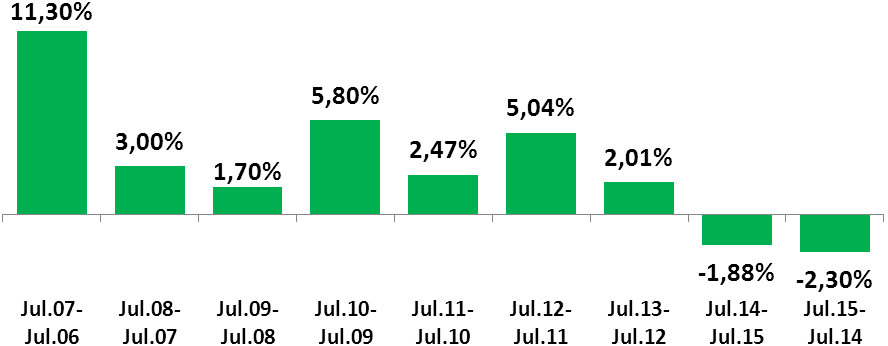 11,30%
3,00%
1,70%
5,80%
2,47%
5,04%
2,01%
-1,88%
-2,30%
Jul.07-
Jul.06
Jul.08-
Jul.07
Jul.09-
Jul.08
Jul.10-
Jul.09
Jul.11-
Jul.10
Jul.12-
Jul.11
Jul.13-
Jul.12
Jul.14-
Jul.15
Jul.15-
Jul.14